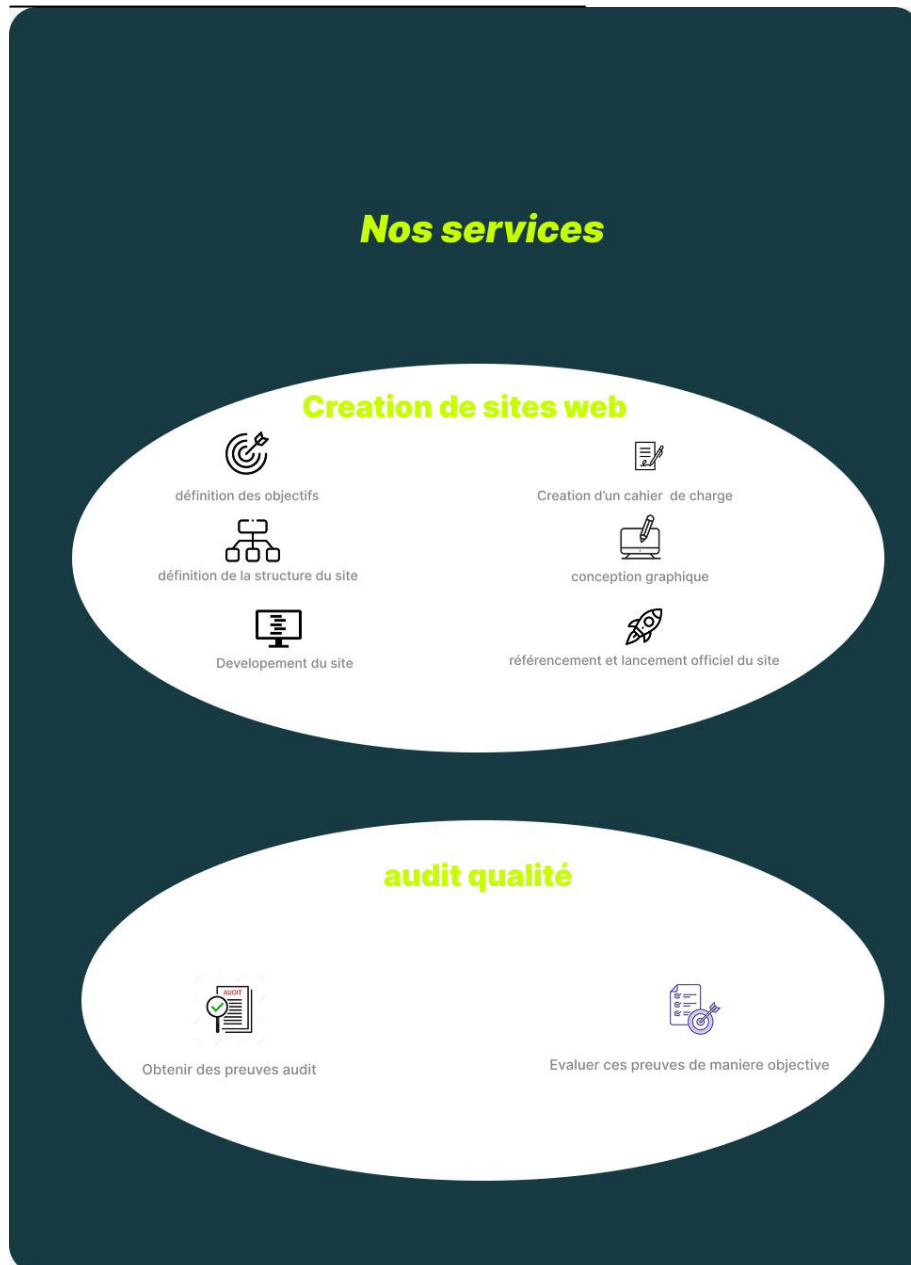 Nos services
Creation de sites web
définition des objectifs
Creation d'un cahier de charge
définition de la structure du site
conception graphique
Developement du site
référencement et lancement officiel du site
audit qualité
AUDIT
Obtenir des preuves audit
Evaluer ces preuves de maniere objective